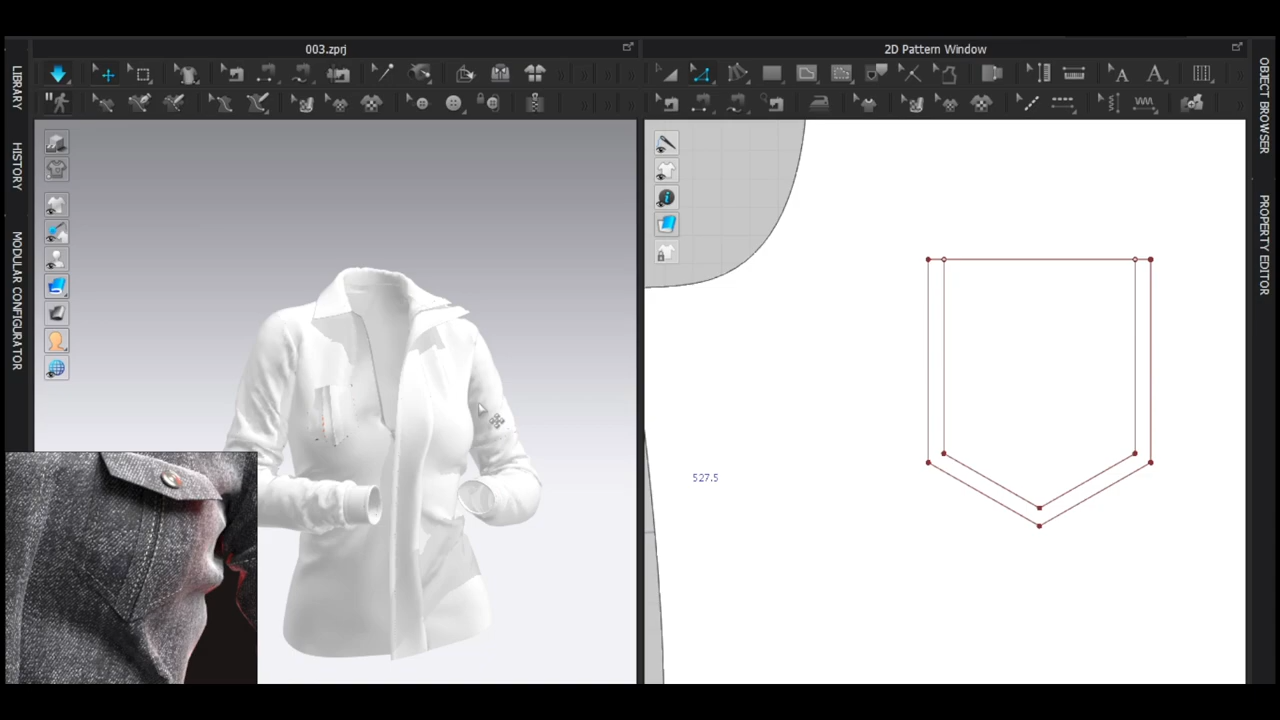 003.zprj
2D Pattern Window
LIBRARY
HISTORY
MODULAR CONFIGURATOR
OBJECT BROWSER
PROPERTY EDITOR
527.5